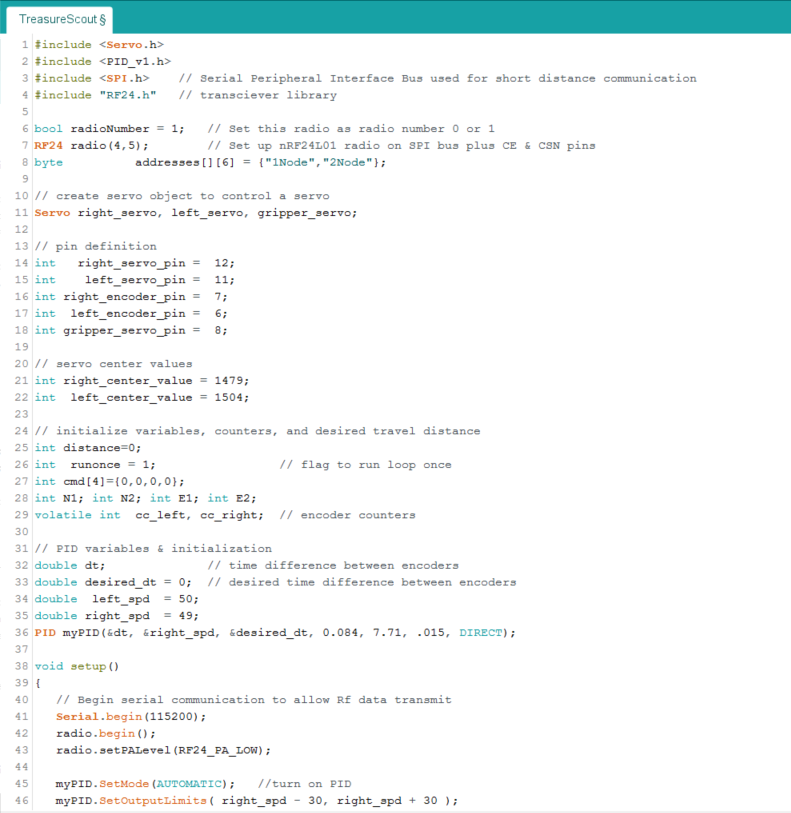 TreasureScout §
1 #include <Servo.h>
2 #include <PID_v1.h>
3 #include <SPI.h>    // Serial Peripheral Interface Bus used for short distance communication
4 #include "RF24.h"   // transciever library
5
6 bool radioNumber = 1;   // Set this radio as radio number 0 or 1
7 RF24 radio(4,5);        // Set up nRF24L01 radio on SPI bus plus CE & CSN pins
8 byte          addresses[][6] = {"1Node","2Node"};
9
10 // create servo object to control a servo
11 Servo right_servo, left_servo, gripper_servo;
12
13 // pin definition
14 int   right_servo_pin =  12;
15 int    left_servo_pin =  11;
16 int right_encoder_pin =  7;
17 int  left_encoder_pin =  6;
18 int gripper_servo_pin =  8;
19
20 // servo center values
21 int right_center_value = 1479;
22 int  left_center_value = 1504;
23
24 // initialize variables, counters, and desired travel distance
25 int distance=0;
26 int  runonce = 1;                 // flag to run loop once
27 int cmd[4]={0,0,0,0};
28 int N1; int N2; int E1; int E2;
29 volatile int  cc_left, cc_right;  // encoder counters
30
31 // PID variables & initialization
32 double dt;              // time difference between encoders
33 double desired_dt = 0;  // desired time difference between encoders
34 double  left_spd  = 50;
35 double right_spd  = 49;
36 PID myPID(&dt, &right_spd, &desired_dt, 0.084, 7.71, .015, DIRECT);
37
38 void setup()
39 {
40    // Begin serial communication to allow Rf data transmit
41    Serial.begin(115200);
42    radio.begin();
43    radio.setPALevel(RF24_PA_LOW);
44
45    myPID.SetMode(AUTOMATIC);   //turn on PID
46    myPID.SetOutputLimits( right_spd - 30, right_spd + 30 );